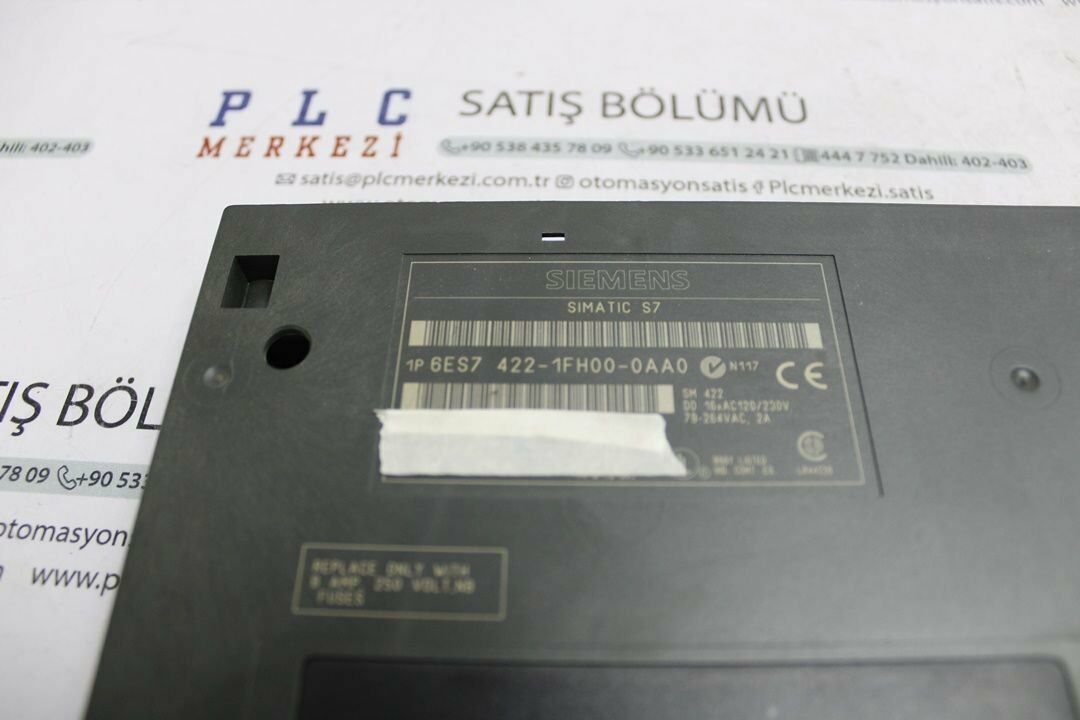 PLC
MERKEZİ
SATIŞ BÖLÜMÜ
+90 538 435 78 09 +90 533 651 24 21 444 7 752 Dahili: 402-403
satis@plcmerkezi.com.tr otomasyonsatis Plcmerkezi.satis
402-403
SIEMENS
SIMATIC S7
1P 6ES7 422-1FH00-0AA0 N117 CE
SM 422
DO 16xAC120/230V
79-264VAC, 2A
IŞ BÖL
78 09 +90 53
otomasyon
www.p
REPLACE ONLY WITH
8 AMP 250 VOLT,NB
FUSES